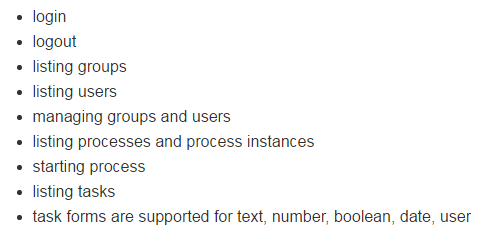 • login
• logout
• listing groups
• listing users
• managing groups and users
• listing processes and process instances
• starting process
• listing tasks
• task forms are supported for text, number, boolean, date, user